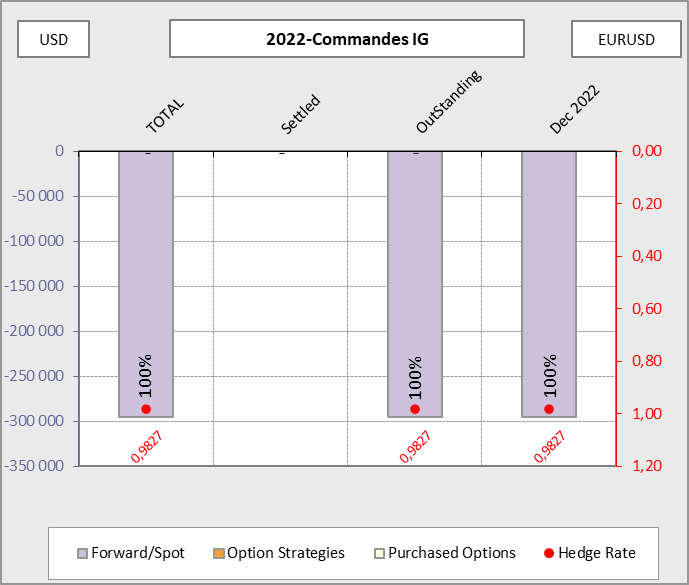 USD
2022-Commandes IG
EURUSD
TOTAL
Settled
OutStanding
Dec 2022
0
-50 000
-100 000
-150 000
-200 000
-250 000
-300 000
-350 000
0,00
0,20
0,40
0,60
0,80
1,00
1,20
100%
100%
100%
0,9827
0,9827
0,9827
-
-
-
Forward/Spot
Option Strategies
Purchased Options
Hedge Rate